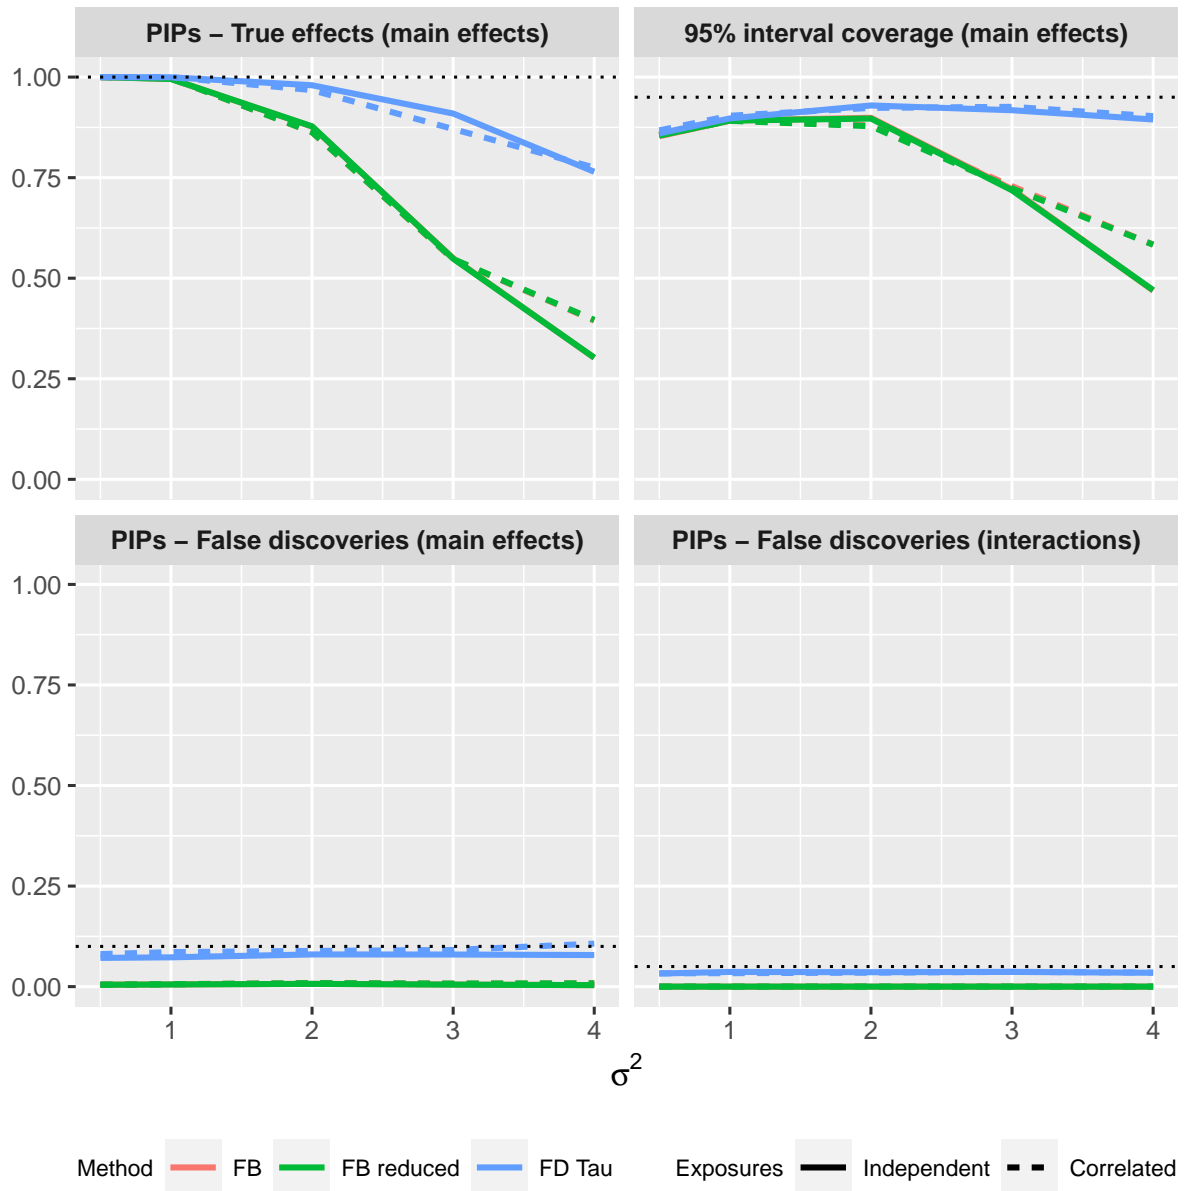 PIPs – True effects (main effects)
95% interval coverage (main effects)
1.00
0.75
0.50
0.25
0.00
PIPs – False discoveries (main effects)
PIPs – False discoveries (interactions)
1.00
0.75
0.50
0.25
0.00
1 2 3 4
1 2 3 4
σ²
Method FB FB reduced FD Tau Exposures Independent Correlated